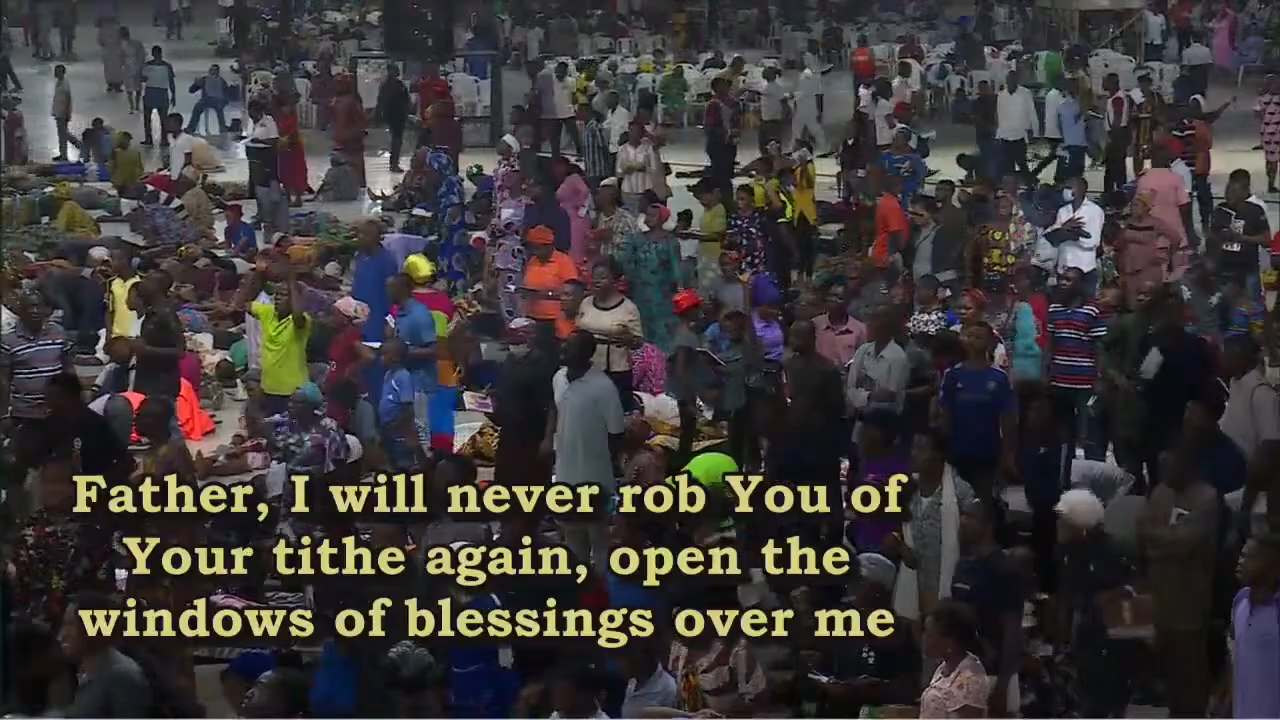 Father, I will never rob You of
Your tithe again, open the
windows of blessings over me